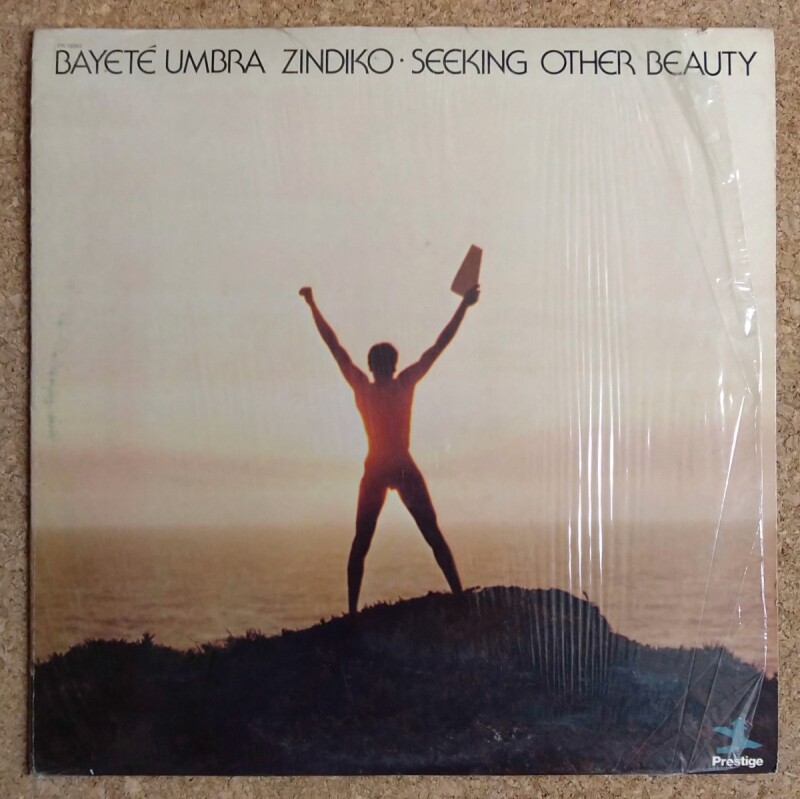 BAYETÉ UMBRA ZINDIKO · SEEKING OTHER BEAUTY
Prestige